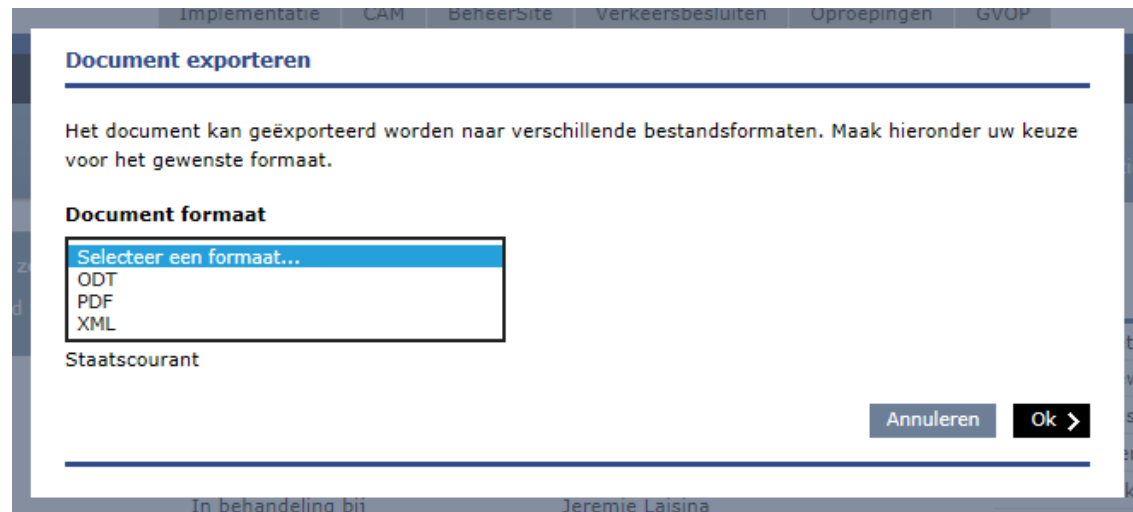 Implementatie CAM BeheerSite Verkeersbesluiten Oproepingen GVOP
Document exporteren
Het document kan geëxporteerd worden naar verschillende bestandsformaten. Maak hieronder uw keuze
voor het gewenste formaat.
Document formaat
Selecteer een formaat...
ODT
PDF
XML
Staatscourant
Annuleren Ok
In behandeling bij Jeremie Laisina